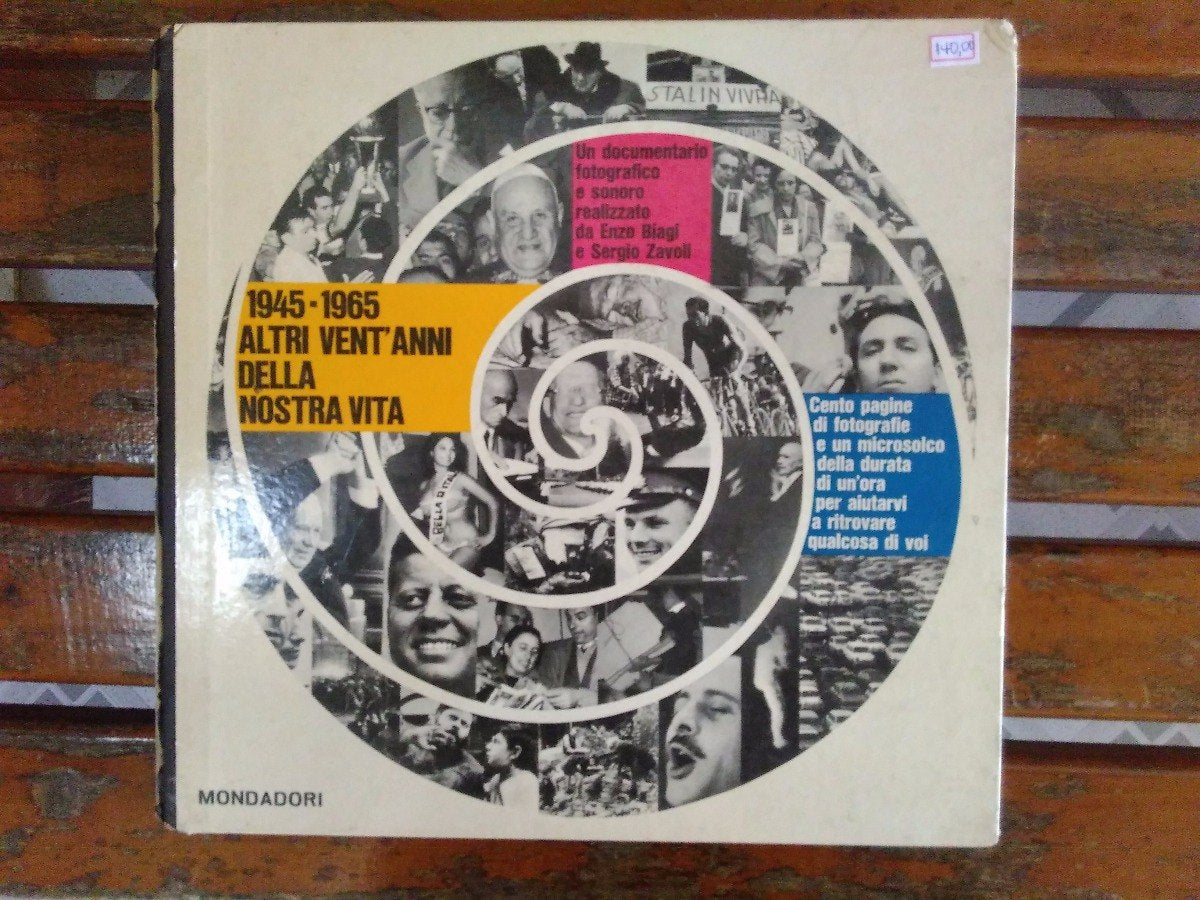 $40,00
STALIN VIVRA
Un documentario
fotografico
e sonoro
realizzato
da Enzo Biagi
e Sergio Zavoli
1945-1965
ALTRI VENT'ANNI
DELLA
NOSTRA VITA
Cento pagine
di fotografie
e un microsolco
della durata
di un'ora
per aiutarvi
a ritrovare
qualcosa di voi
MONDADORI